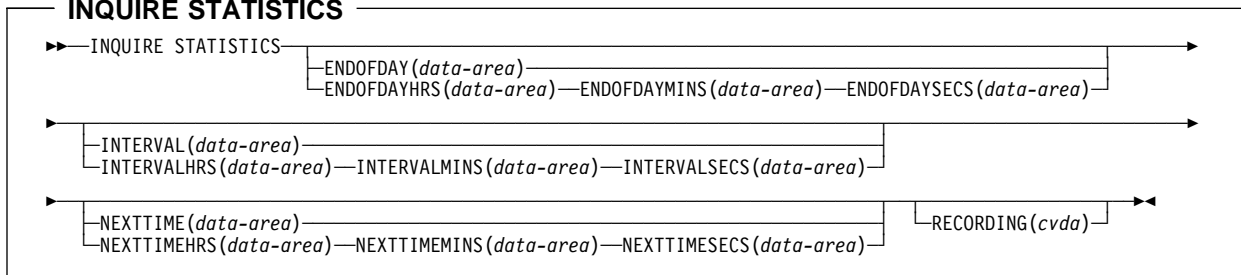 INQUIRE STATISTICS
INQUIRE STATISTICS
ENDOFDAY(data-area)
ENDOFDAYHRS(data-area) ENDOFDAYMINS(data-area) ENDOFDAYSECS(data-area)
INTERVAL(data-area)
INTERVALHRS(data-area) INTERVALMINS(data-area) INTERVALSECS(data-area)
NEXTTIME(data-area) RECORDING(cvda)
NEXTTIMEHRS(data-area) NEXTTIMEMINS(data-area) NEXTTIMESECS(data-area)